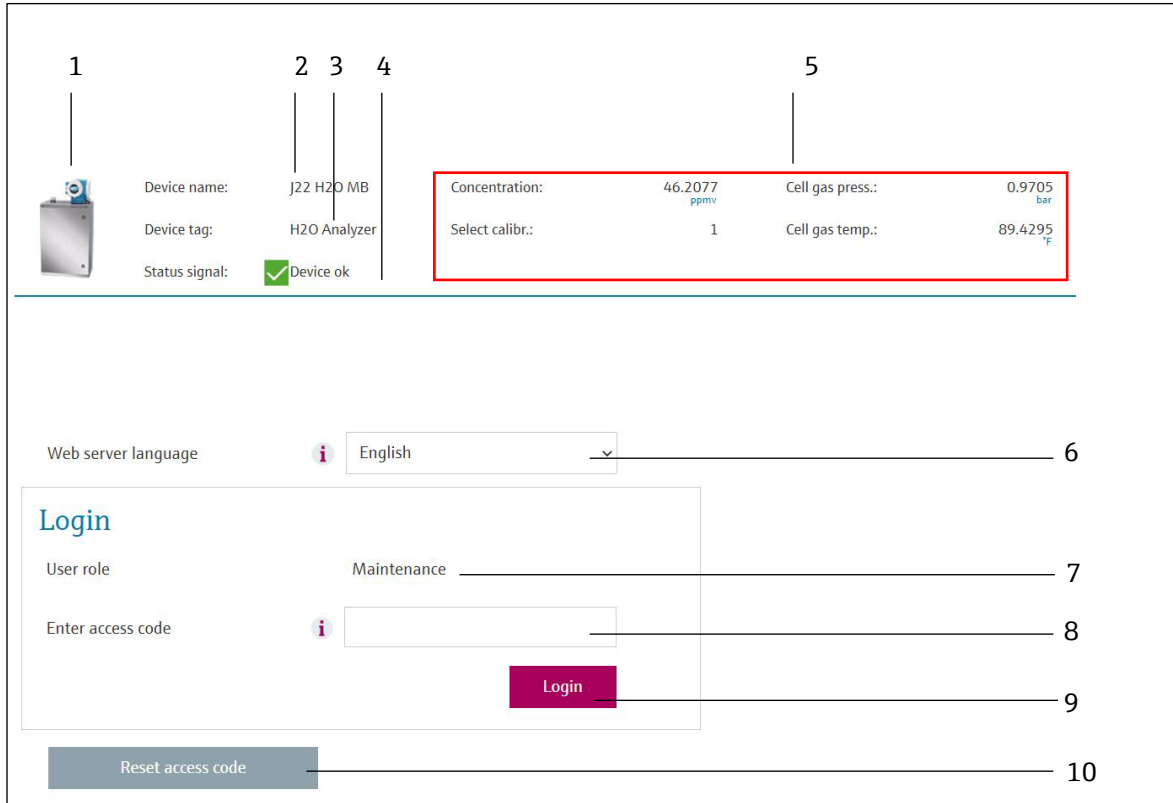 1 2 3 4 5
Device name: J22 H2O MB Concentration: 46.2077 ppmv Cell gas press.: 0.9705 bar
Device tag: H2O Analyzer Select calibr.: 1 Cell gas temp.: 89.4295 °F
Status signal: Device ok
Web server language i English 6
Login
User role Maintenance 7
Enter access code i 8
Login 9
Reset access code 10